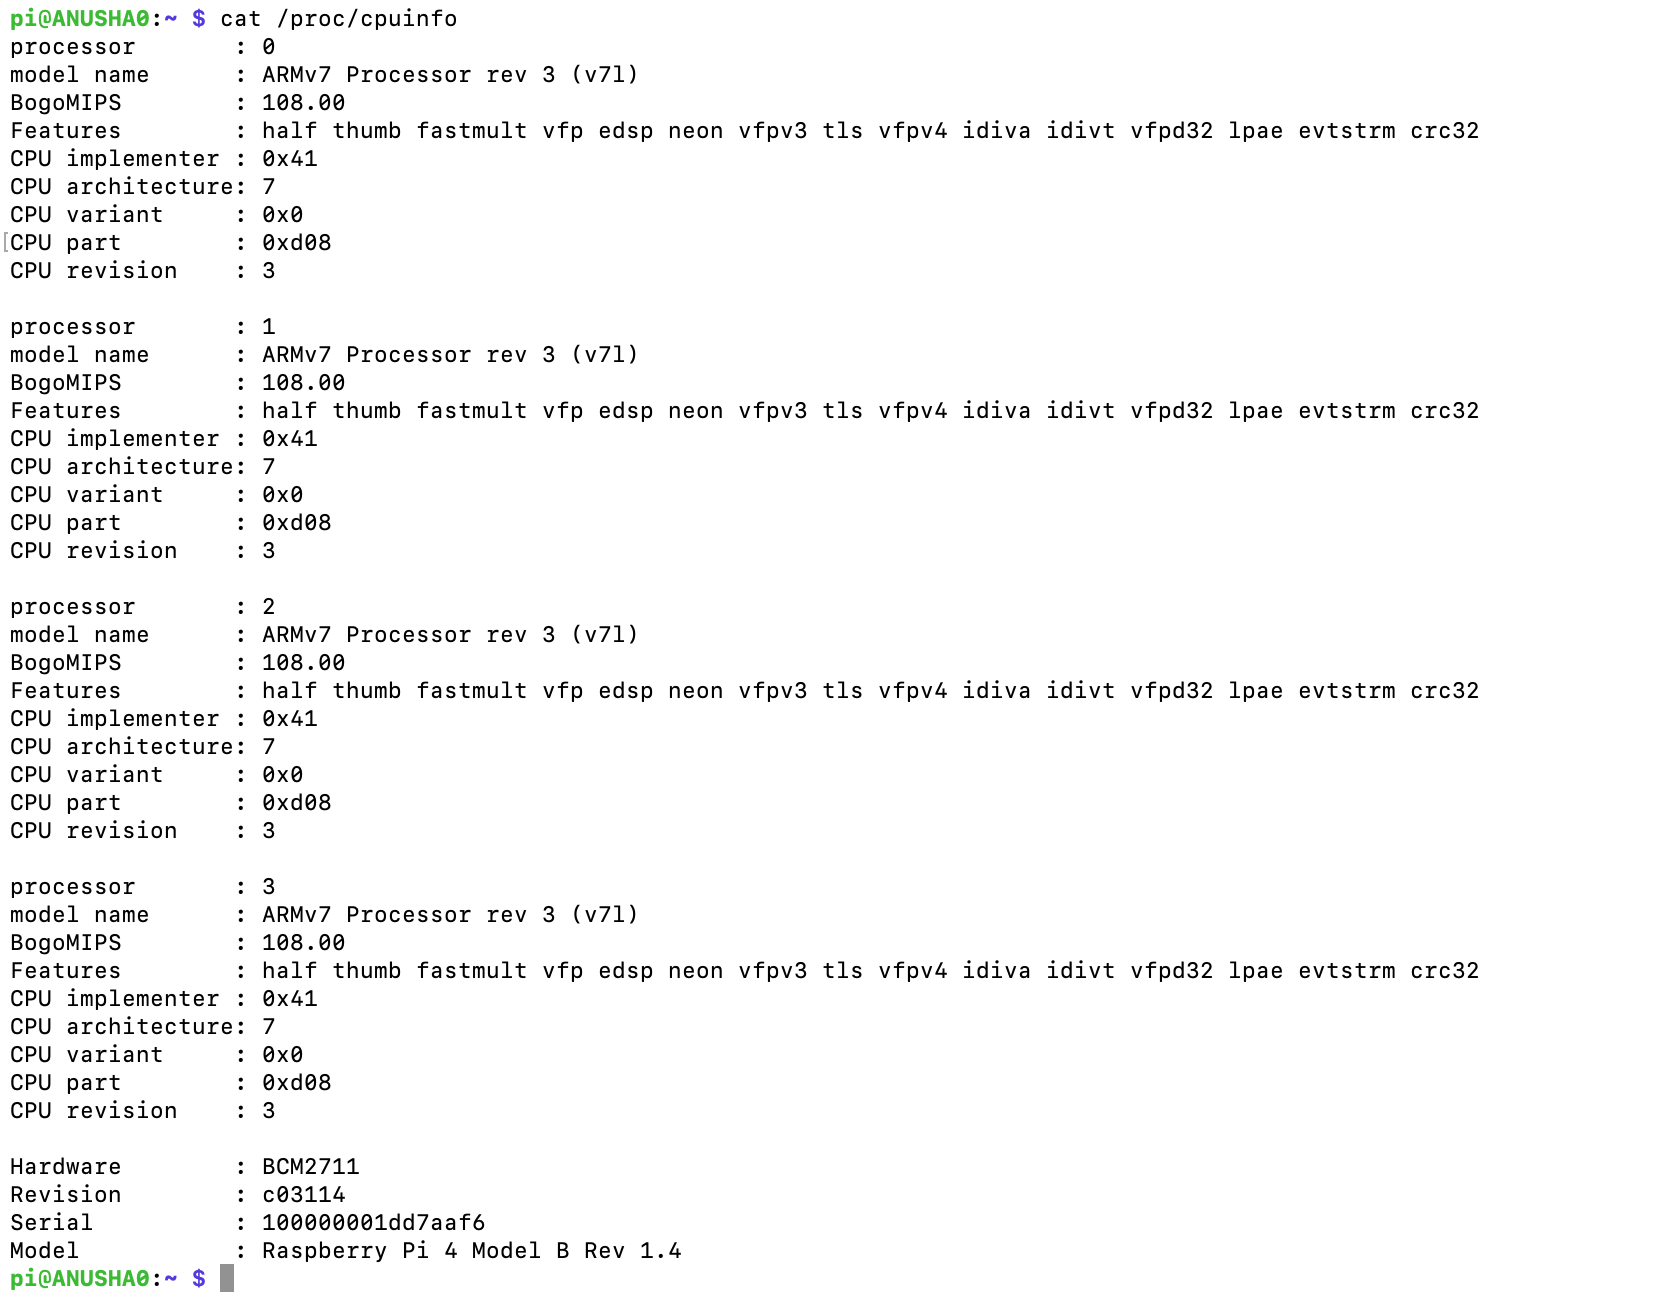 pi@ANUSHA0:~ $ cat /proc/cpuinfo
processor       : 0
model name      : ARMv7 Processor rev 3 (v7l)
BogoMIPS        : 108.00
Features        : half thumb fastmult vfp edsp neon vfpv3 tls vfpv4 idiva idivt vfpd32 lpae evtstrm crc32
CPU implementer : 0x41
CPU architecture: 7
CPU variant     : 0x0
CPU part        : 0xd08
CPU revision    : 3

processor       : 1
model name      : ARMv7 Processor rev 3 (v7l)
BogoMIPS        : 108.00
Features        : half thumb fastmult vfp edsp neon vfpv3 tls vfpv4 idiva idivt vfpd32 lpae evtstrm crc32
CPU implementer : 0x41
CPU architecture: 7
CPU variant     : 0x0
CPU part        : 0xd08
CPU revision    : 3

processor       : 2
model name      : ARMv7 Processor rev 3 (v7l)
BogoMIPS        : 108.00
Features        : half thumb fastmult vfp edsp neon vfpv3 tls vfpv4 idiva idivt vfpd32 lpae evtstrm crc32
CPU implementer : 0x41
CPU architecture: 7
CPU variant     : 0x0
CPU part        : 0xd08
CPU revision    : 3

processor       : 3
model name      : ARMv7 Processor rev 3 (v7l)
BogoMIPS        : 108.00
Features        : half thumb fastmult vfp edsp neon vfpv3 tls vfpv4 idiva idivt vfpd32 lpae evtstrm crc32
CPU implementer : 0x41
CPU architecture: 7
CPU variant     : 0x0
CPU part        : 0xd08
CPU revision    : 3

Hardware        : BCM2711
Revision        : c03114
Serial          : 100000001dd7aaf6
Model           : Raspberry Pi 4 Model B Rev 1.4
pi@ANUSHA0:~ $